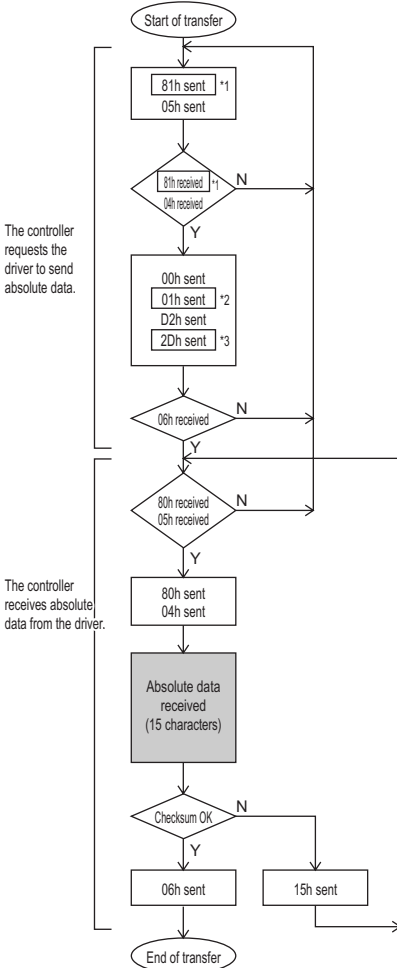 Start of transfer
81h sent *1
05h sent
81h received *1
04h received
N
Y
The controller
requests the
driver to send
absolute data.
00h sent
01h sent *2
D2h sent
2Dh sent *3
06h received
N
Y
80h received
05h received
N
Y
The controller
receives absolute
data from the driver.
80h sent
04h sent
Absolute data
received
(15 characters)
Checksum OK
N
Y
06h sent
15h sent
End of transfer